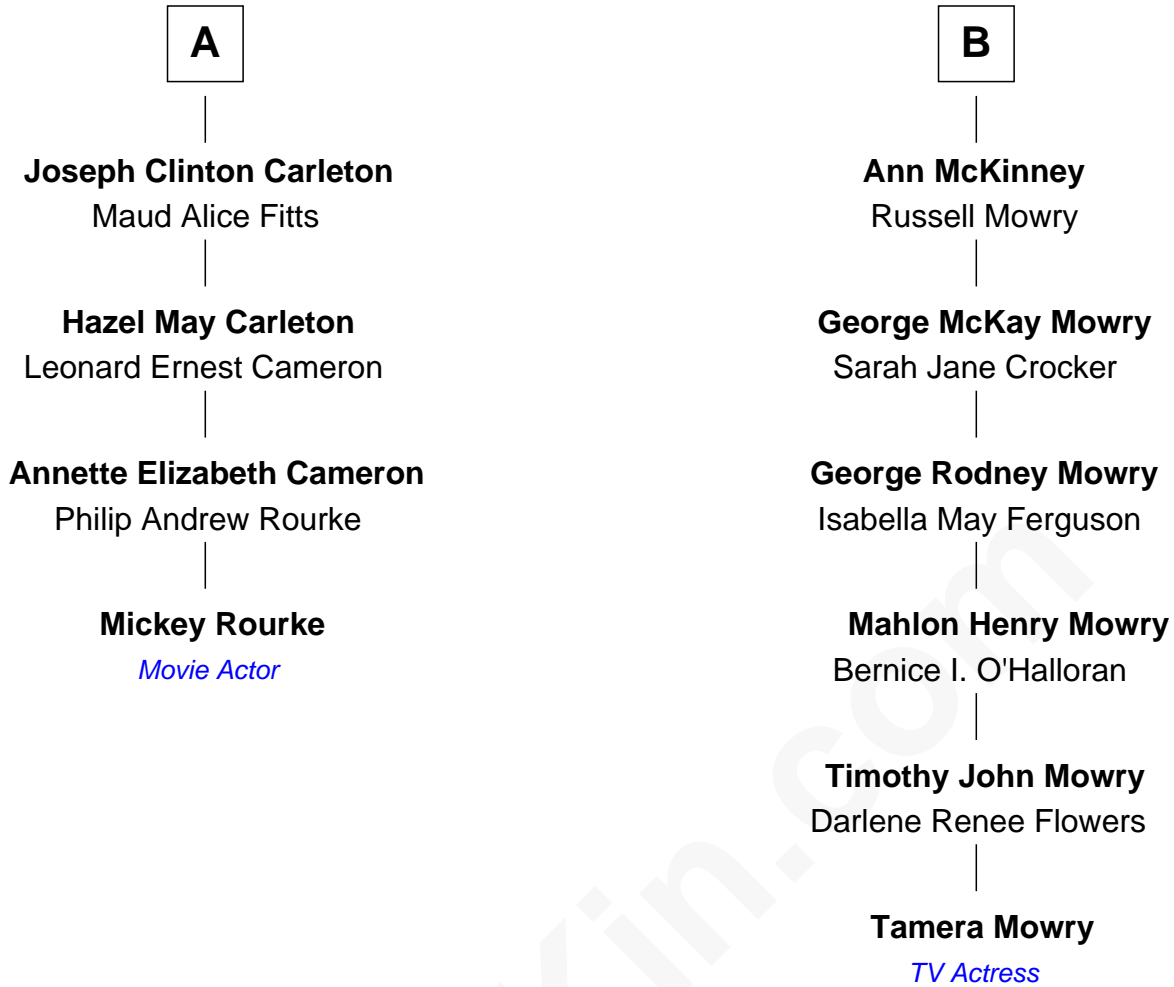 A
Joseph Clinton Carleton
Maud Alice Fitts
Hazel May Carleton
Leonard Ernest Cameron
Annette Elizabeth Cameron
Philip Andrew Rourke
Mickey Rourke
Movie Actor
B
Ann McKinney
Russell Mowry
George McKay Mowry
Sarah Jane Crocker
George Rodney Mowry
Isabella May Ferguson
Mahlon Henry Mowry
Bernice I. O'Halloran
Timothy John Mowry
Darlene Renee Flowers
Tamera Mowry
TV Actress
in.com